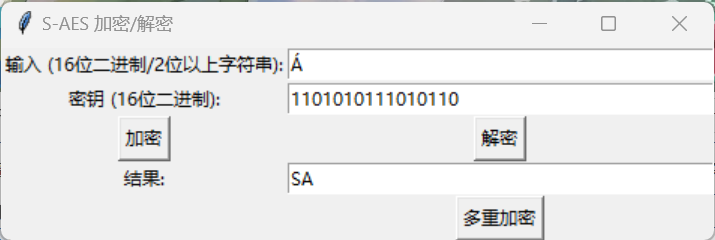 S-AES 加密/解密
输入 (16位二进制/2位以上字符串): Á
密钥 (16位二进制): 1101010111010110
加密 解密
结果: SA
多重加密